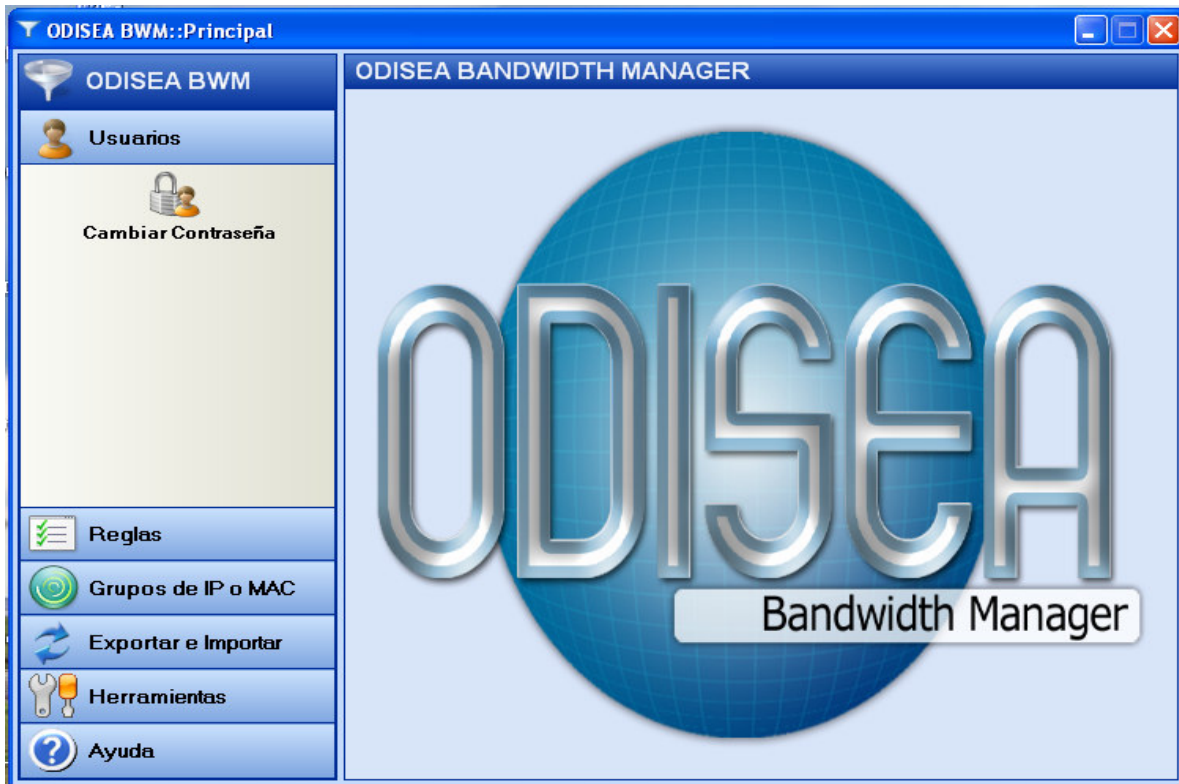 ODISEA BWM::Principal
ODISEA BWM
Usuarios
Cambiar Contraseña
Reglas
Grupos de IP o MAC
Exportar e Importar
Herramientas
Ayuda
ODISEA BANDWIDTH MANAGER
ODISEA
Bandwidth Manager